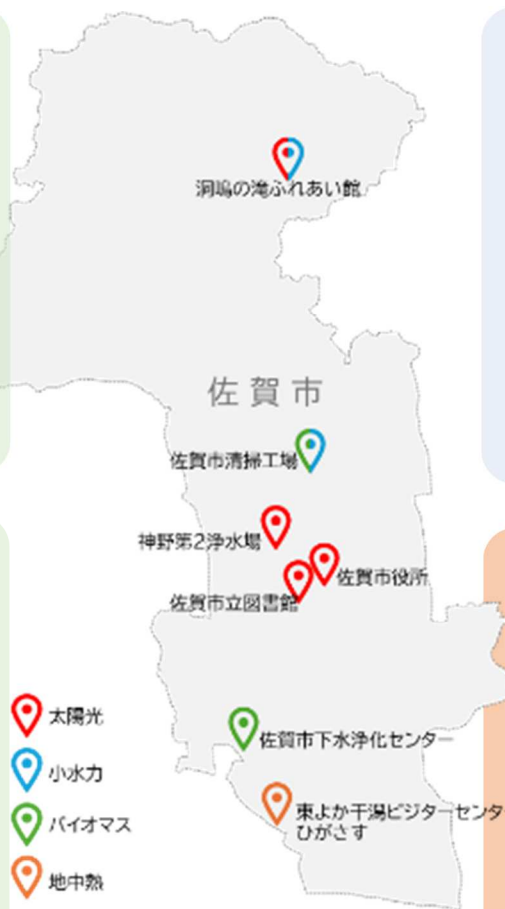 洞鳴の滝ふれあい館
佐賀市
佐賀市清掃工場
神野第2浄水場
佐賀市役所
佐賀市立図書館
太陽光
佐賀市下水浄化センター
小水力
東よか干潟ビジターセンター
ひがさす
バイオマス
地中熱